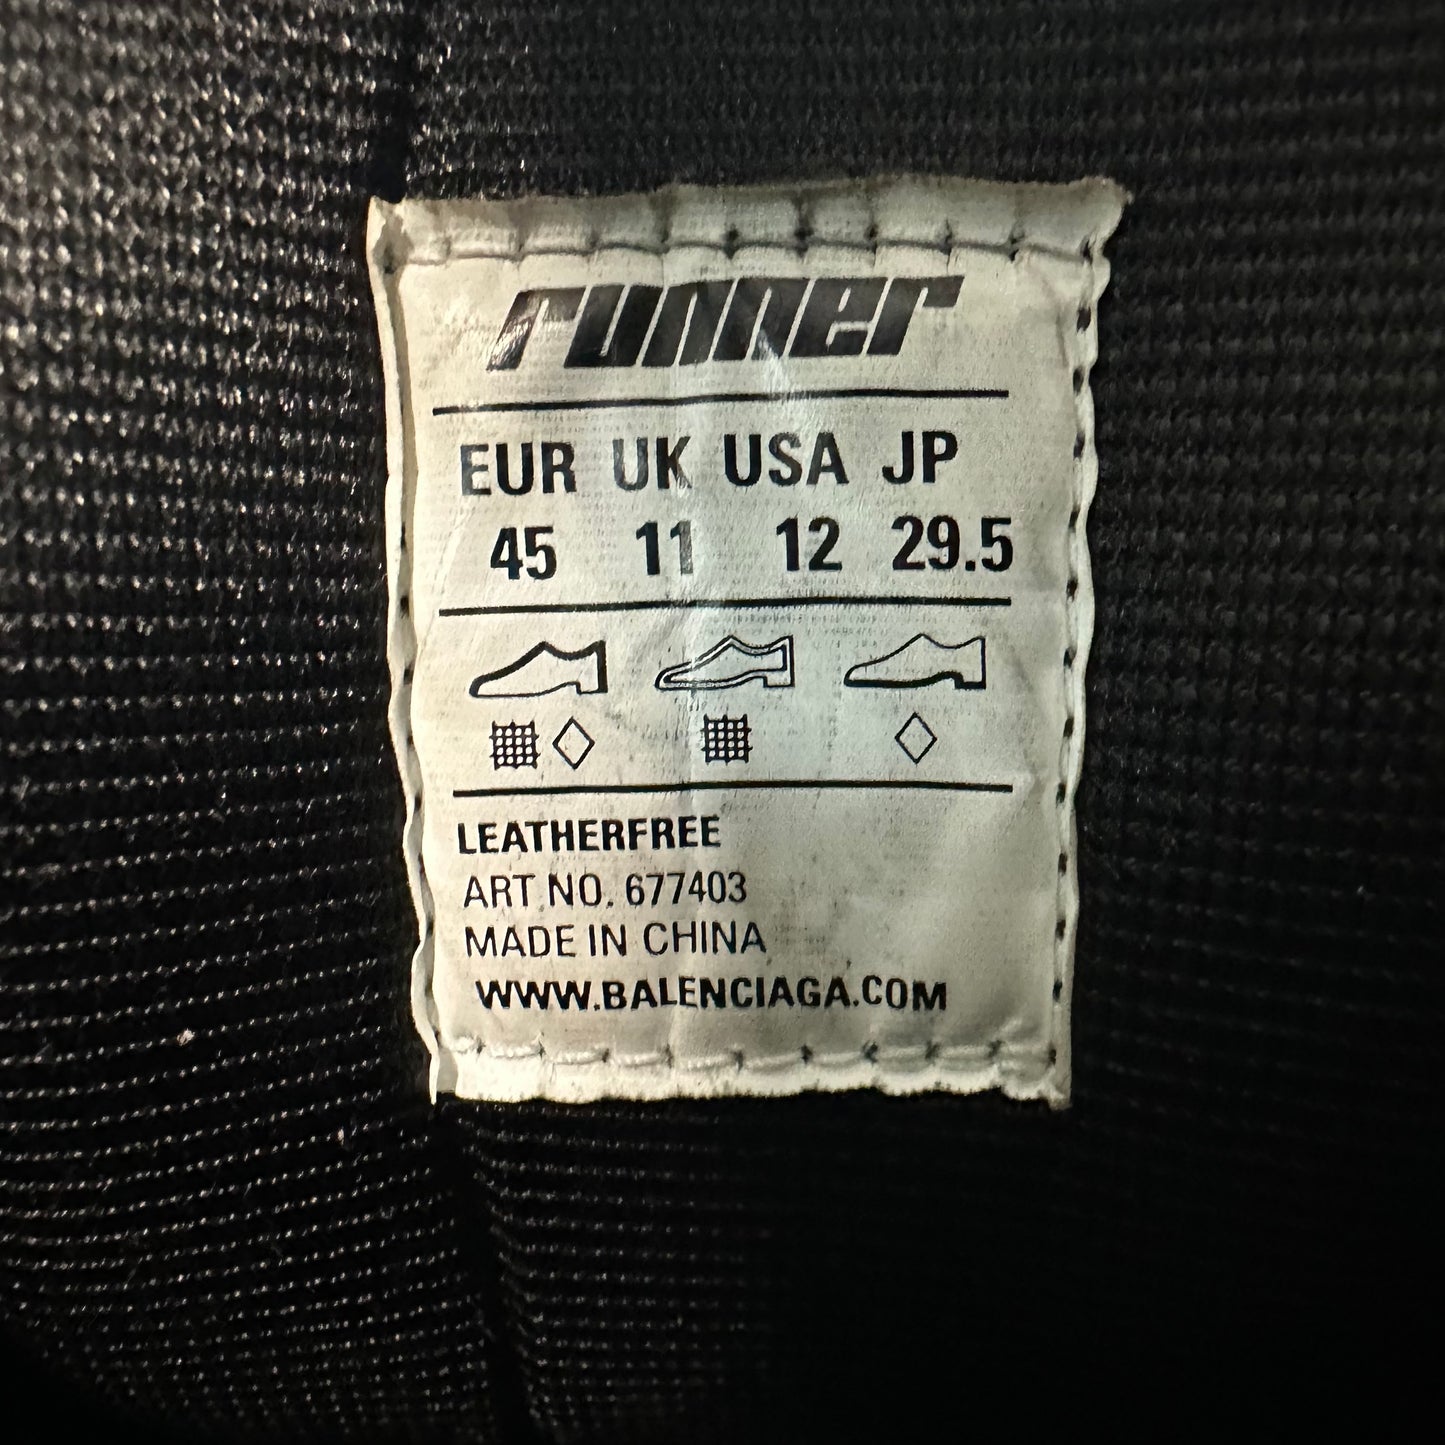 runner
EUR UK USA JP
45 11 12 29.5
LEATHERFREE
ART NO. 677403
MADE IN CHINA
WWW.BALENCIAGA.COM